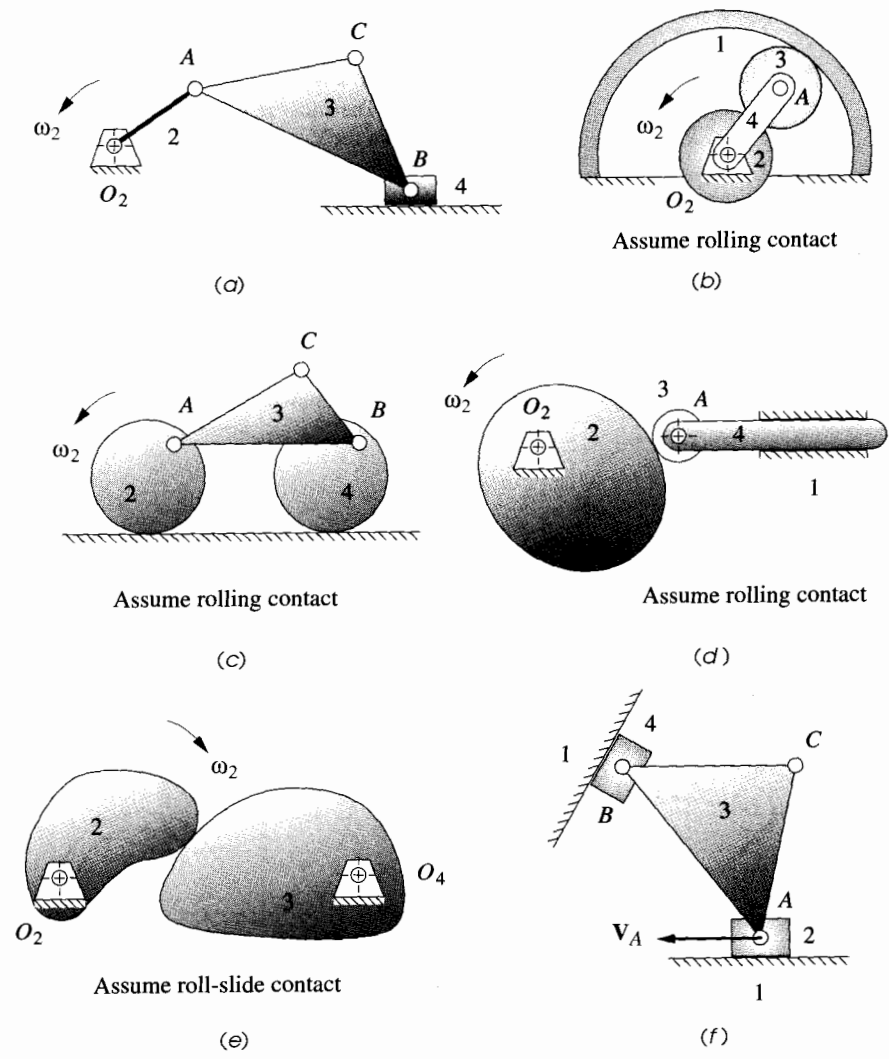 A
C
3
ω2
2
B
4
O2
(a)
1
3
A
ω2
4
2
O2
Assume rolling contact
(b)
C
A
B
3
ω2
2
4
Assume rolling contact
(c)
ω2
O2
2
3
A
4
1
Assume rolling contact
(d)
ω2
2
O4
3
O2
Assume roll-slide contact
(e)
4
1
C
B
3
A
VA
2
1
(f)